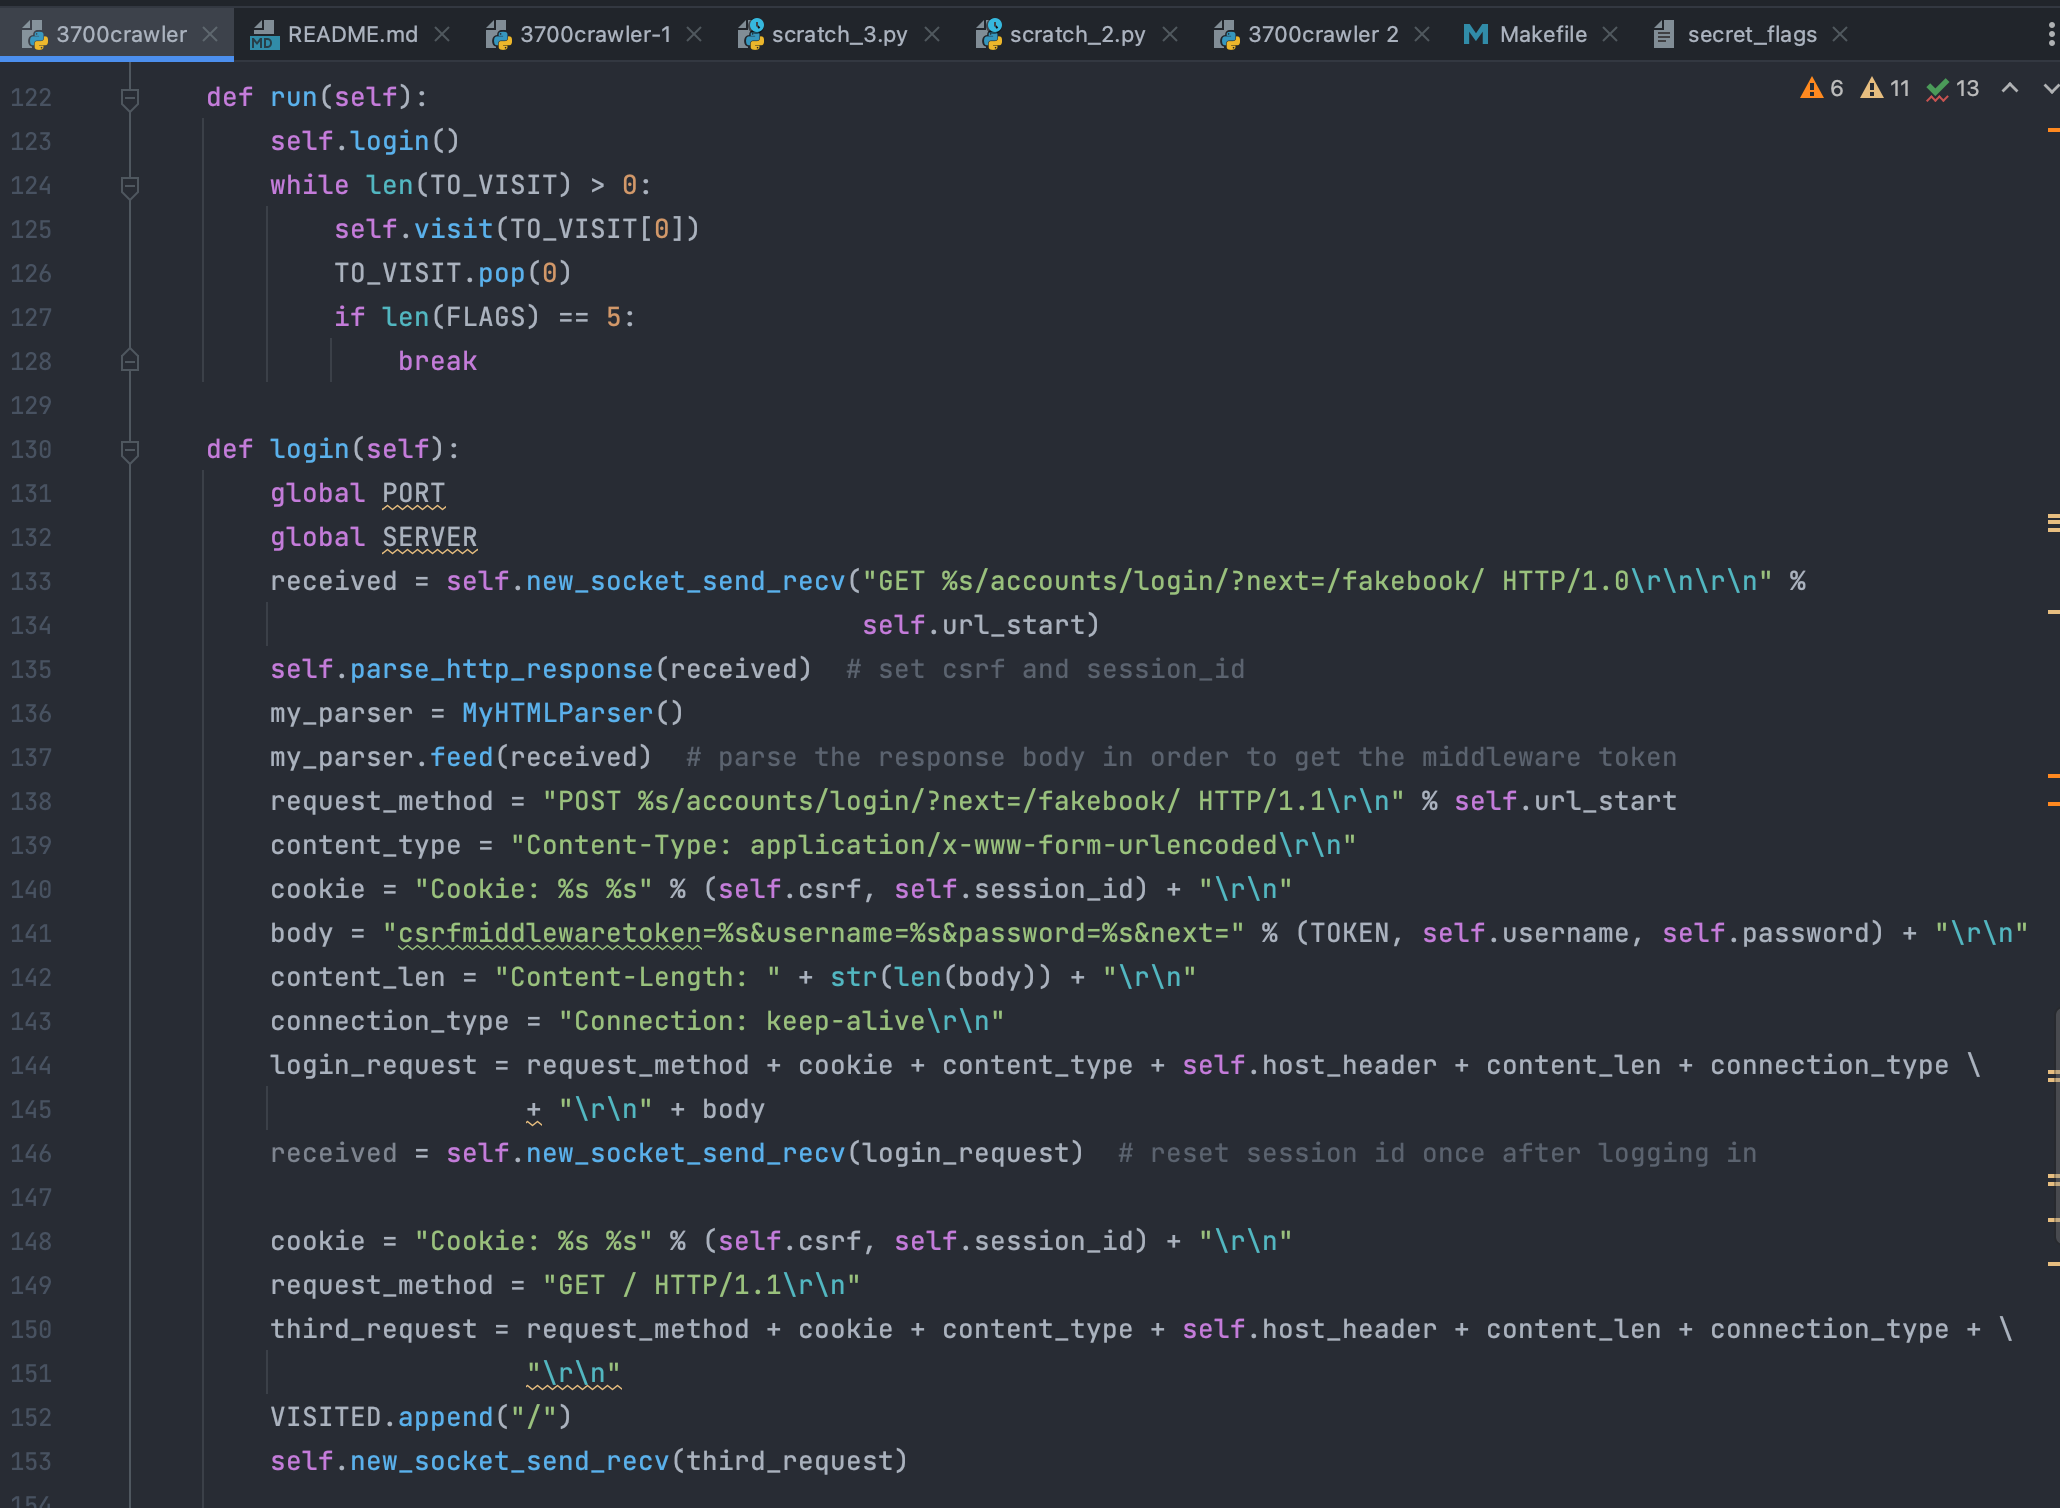 3700crawler README.md 3700crawler-1 scratch_3.py scratch_2.py 3700crawler 2 Makefile secret_flags
6 11 13
122 def run(self):
123 self.login()
124 while len(TO_VISIT) > 0:
125 self.visit(TO_VISIT[0])
126 TO_VISIT.pop(0)
127 if len(FLAGS) == 5:
128 break
129
130 def login(self):
131 global PORT
132 global SERVER
133 received = self.new_socket_send_recv("GET %s/accounts/login/?next=/fakebook/ HTTP/1.0\r\n\r\n" %
134 self.url_start)
135 self.parse_http_response(received)  # set csrf and session_id
136 my_parser = MyHTMLParser()
137 my_parser.feed(received)  # parse the response body in order to get the middleware token
138 request_method = "POST %s/accounts/login/?next=/fakebook/ HTTP/1.1\r\n" % self.url_start
139 content_type = "Content-Type: application/x-www-form-urlencoded\r\n"
140 cookie = "Cookie: %s %s" % (self.csrf, self.session_id) + "\r\n"
141 body = "csrfmiddlewaretoken=%s&username=%s&password=%s&next=" % (TOKEN, self.username, self.password) + "\r\n"
142 content_len = "Content-Length: " + str(len(body)) + "\r\n"
143 connection_type = "Connection: keep-alive\r\n"
144 login_request = request_method + cookie + content_type + self.host_header + content_len + connection_type \
145 + "\r\n" + body
146 received = self.new_socket_send_recv(login_request)  # reset session id once after logging in
147
148 cookie = "Cookie: %s %s" % (self.csrf, self.session_id) + "\r\n"
149 request_method = "GET / HTTP/1.1\r\n"
150 third_request = request_method + cookie + content_type + self.host_header + content_len + connection_type + \
151 "\r\n"
152 VISITED.append("/")
153 self.new_socket_send_recv(third_request)
154